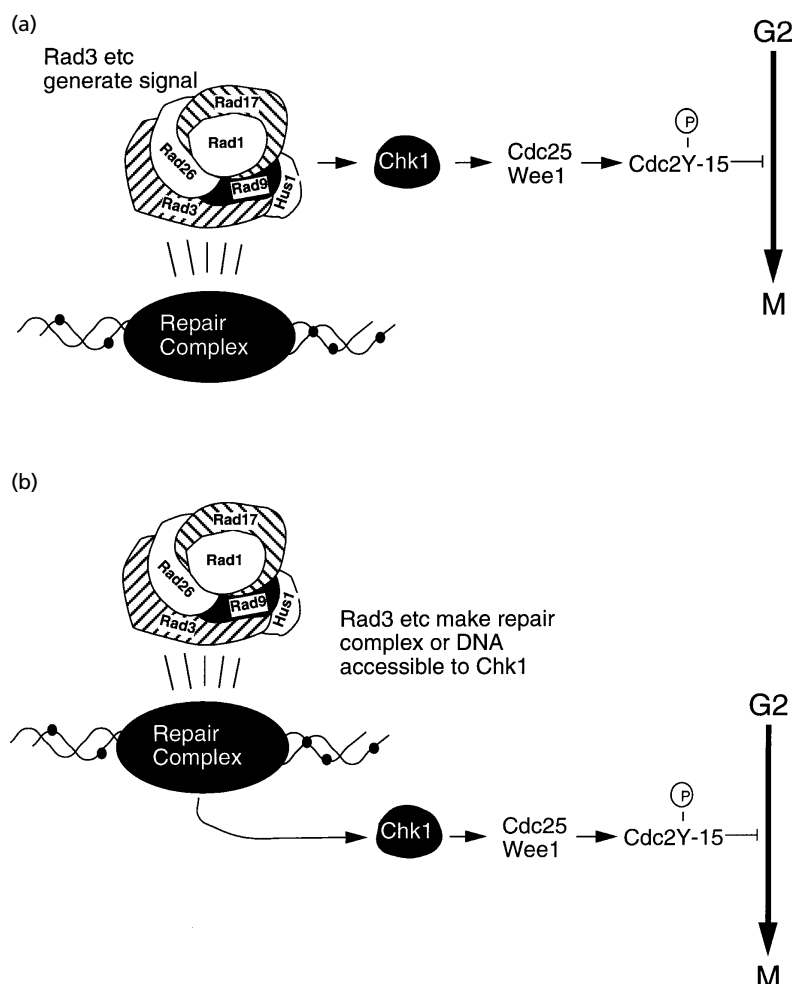 (a)
Rad3 etc
generate signal
G2
Rad17
Rad1
Rad26
Rad9
Rad3
Hus1
Chk1
Cdc25
Wee1
P
Cdc2Y-15
M
Repair
Complex
(b)
Rad17
Rad1
Rad26
Rad9
Rad3
Hus1
Rad3 etc make repair
complex or DNA
accessible to Chk1
G2
Repair
Complex
P
Chk1
Cdc25
Wee1
Cdc2Y-15
M